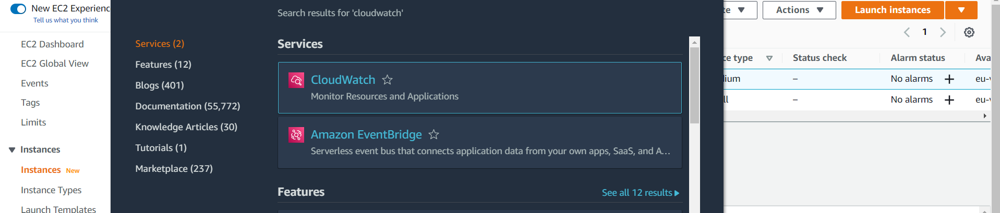 New EC2 Experienc
Tell us what you think
EC2 Dashboard
EC2 Global View
Events
Tags
Limits
Instances
Instances New
Instance Types
Launch Templates
Search results for 'cloudwatch'
Services (2)
Features (12)
Blogs (401)
Documentation (55,772)
Knowledge Articles (30)
Tutorials (1)
Marketplace (237)
Services
CloudWatch
Monitor Resources and Applications
Amazon EventBridge
Serverless event bus that connects application data from your own apps, SaaS, and A...
Features
See all 12 results
te Actions Launch instances
1
ce type Status check Alarm status Ava
lium – No alarms + eu-v
ll – No alarms + eu-v